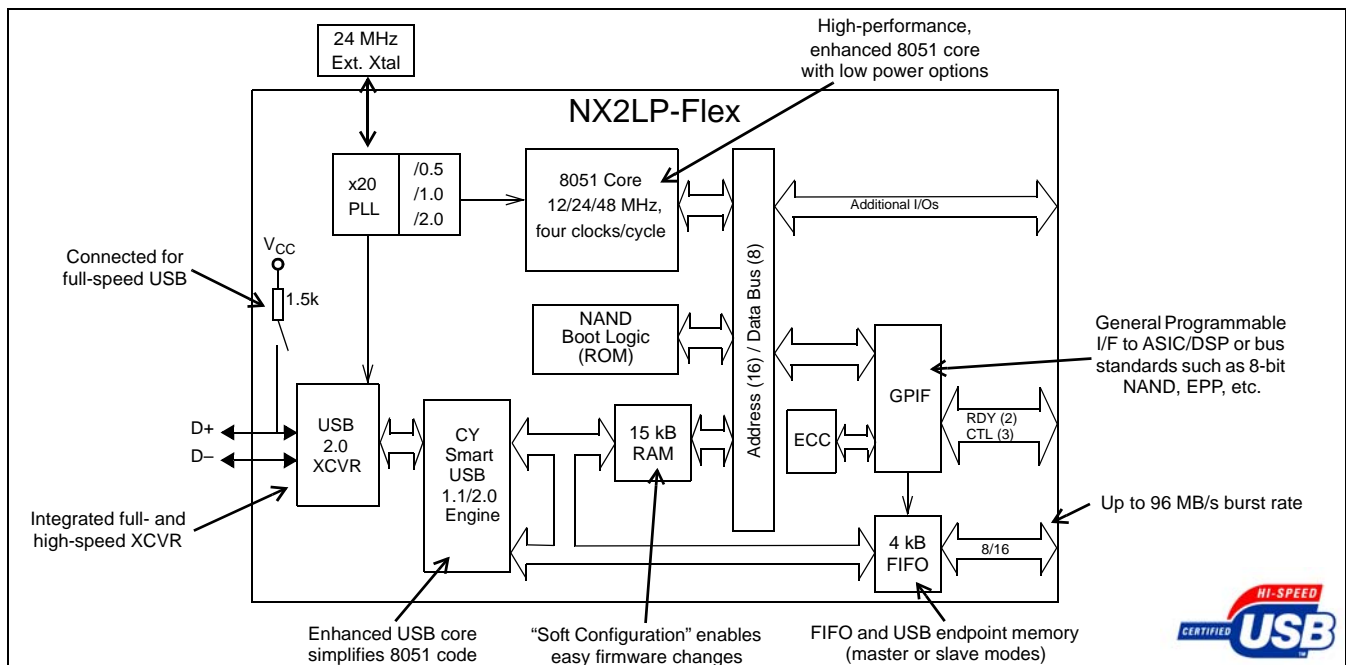 24 MHz
Ext. Xtal
High-performance,
enhanced 8051 core
with low power options
NX2LP-Flex
x20
PLL
/0.5
/1.0
/2.0
8051 Core
12/24/48 MHz,
four clocks/cycle
Additional I/Os
VCC
Connected for
full-speed USB
1.5k
NAND
Boot Logic
(ROM)
Address (16) / Data Bus (8)
General Programmable
I/F to ASIC/DSP or bus
standards such as 8-bit
NAND, EPP, etc.
GPIF
RDY (2)
CTL (3)
D+
D–
USB
2.0
XCVR
CY
Smart
USB
1.1/2.0
Engine
15 kB
RAM
ECC
Integrated full- and
high-speed XCVR
Up to 96 MB/s burst rate
4 kB
FIFO
8/16
Enhanced USB core
simplifies 8051 code
“Soft Configuration” enables
easy firmware changes
FIFO and USB endpoint memory
(master or slave modes)
HI-SPEED
CERTIFIED
USB